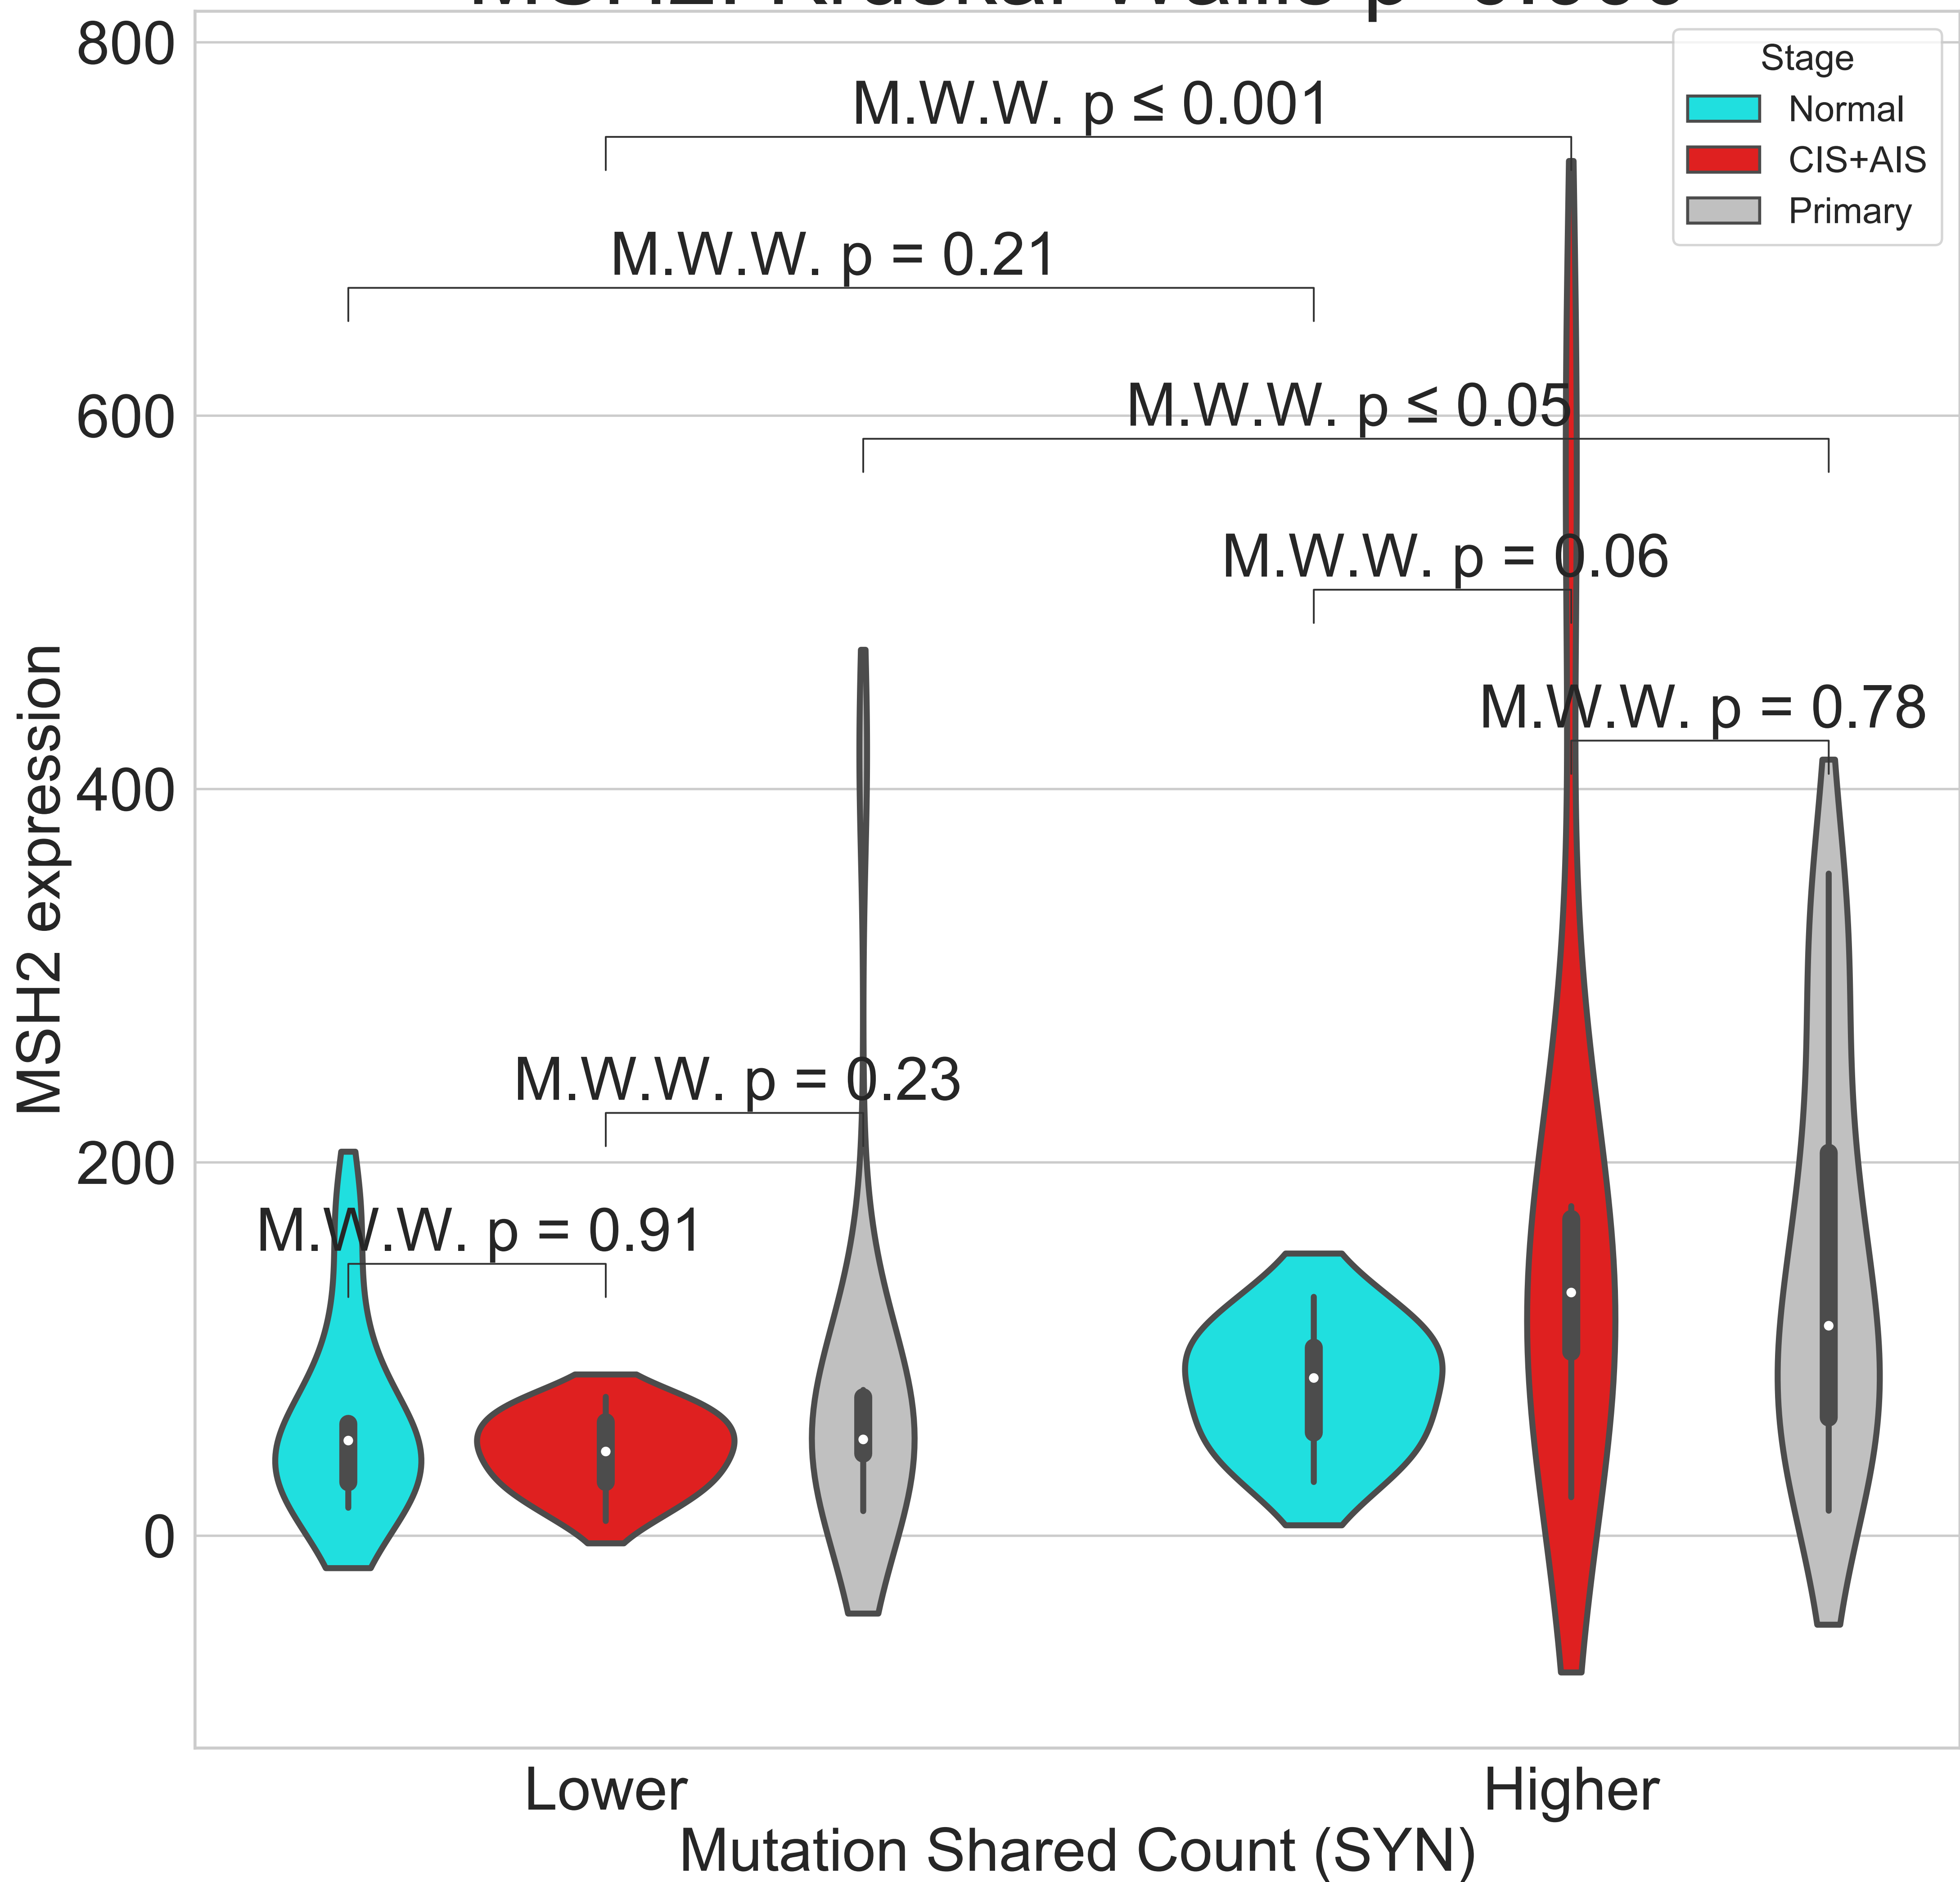 800
Stage
Normal
CIS+AIS
Primary
M.W.W. p ≤ 0.001
M.W.W. p = 0.21
600
M.W.W. p ≤ 0.05
M.W.W. p = 0.06
M.W.W. p = 0.78
400
MSH2 expression
M.W.W. p = 0.23
200
M.W.W. p = 0.91
0
Lower
Higher
Mutation Shared Count (SYN)